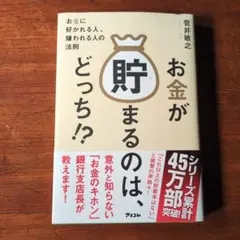 お金に
好かれる人、
嫌われる人の
法則
菅井敏之
お金が
貯
まるのは、
どっち!?
シリーズ累計
45万部
突破!
意外と知らない
「お金のキホン」
銀行支店長が
教えます!
アスコム